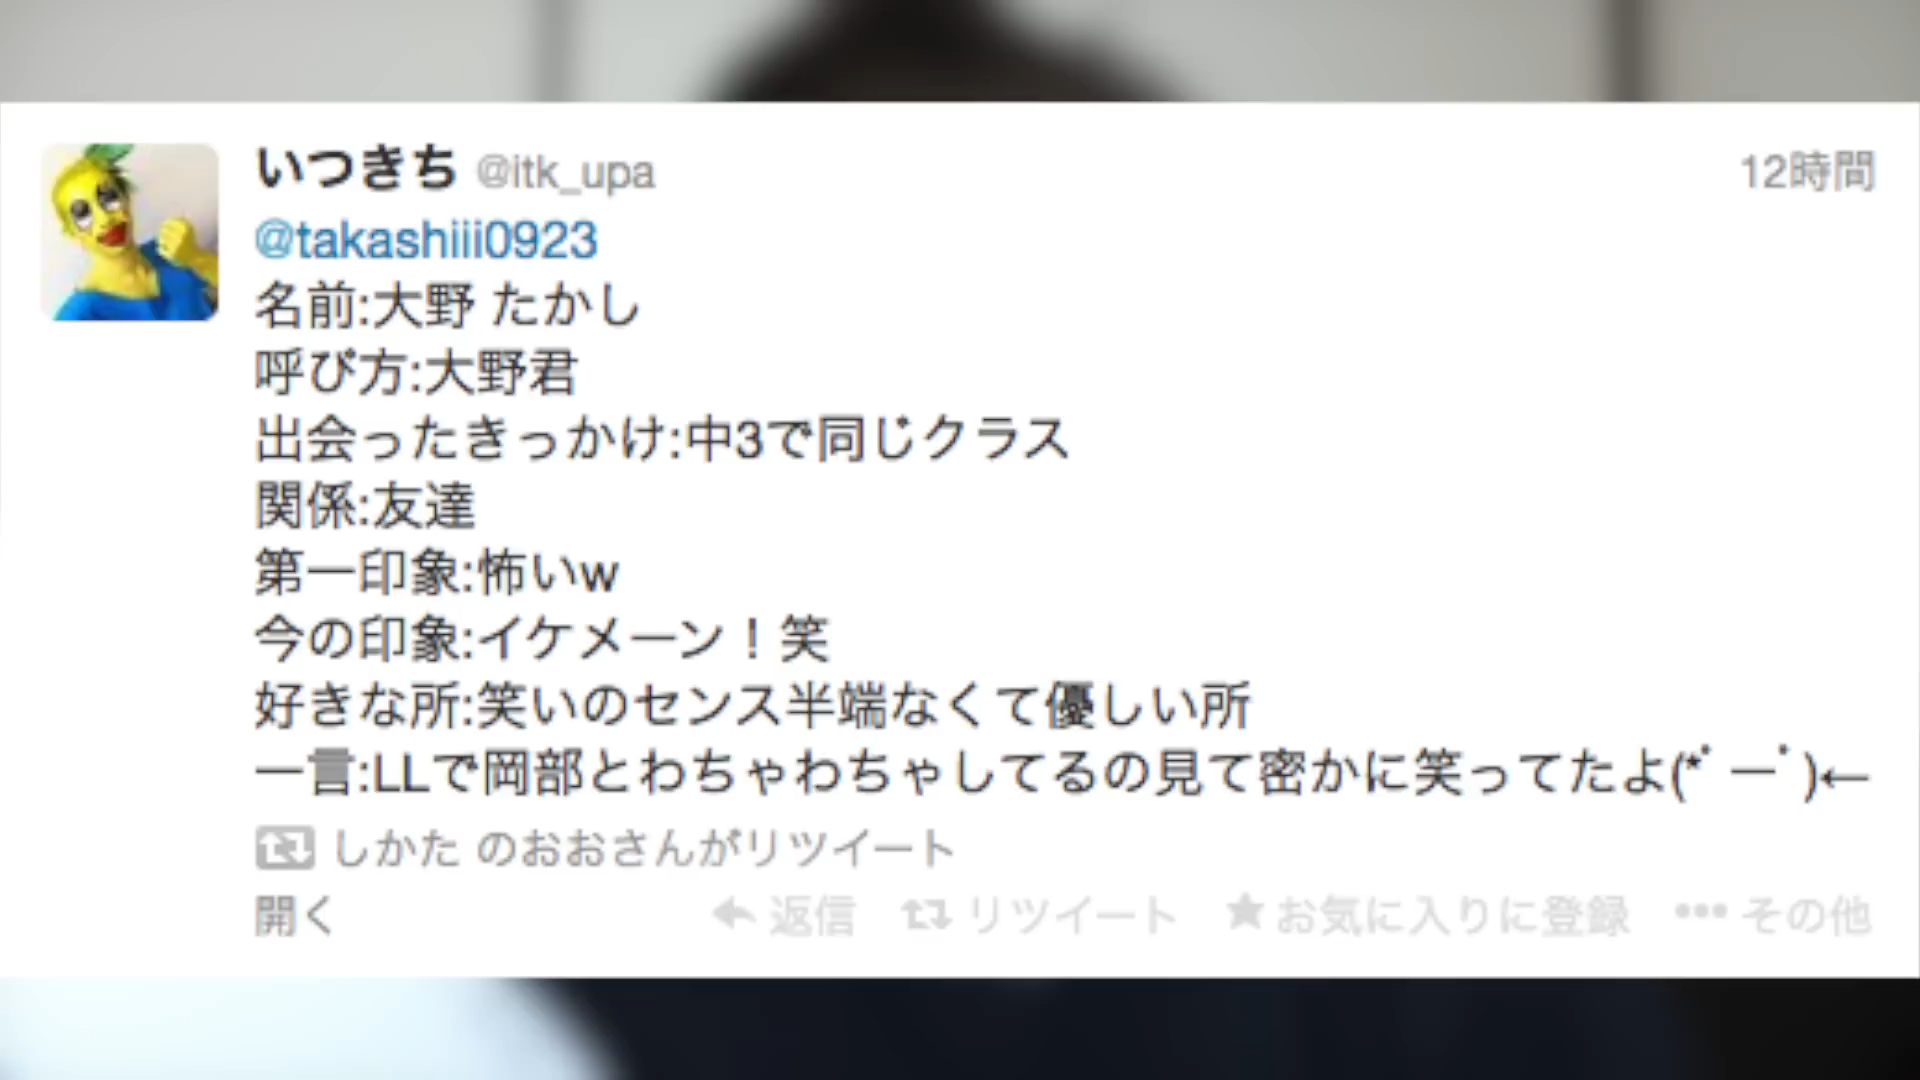 いつきち @itk_upa 12時間
@takashiii0923
名前:大野 たかし
呼び方:大野君
出会ったきっかけ:中3で同じクラス
関係:友達
第一印象:怖いw
今の印象:イケメーン！笑
好きな所:笑いのセンス半端なくて優しい所
一言:LLで岡部とわちゃわちゃしてるの見て密かに笑ってたよ(*ﾟーﾟ)←
しかた のおおさんがリツイート
開く 返信 リツイート お気に入りに登録 その他